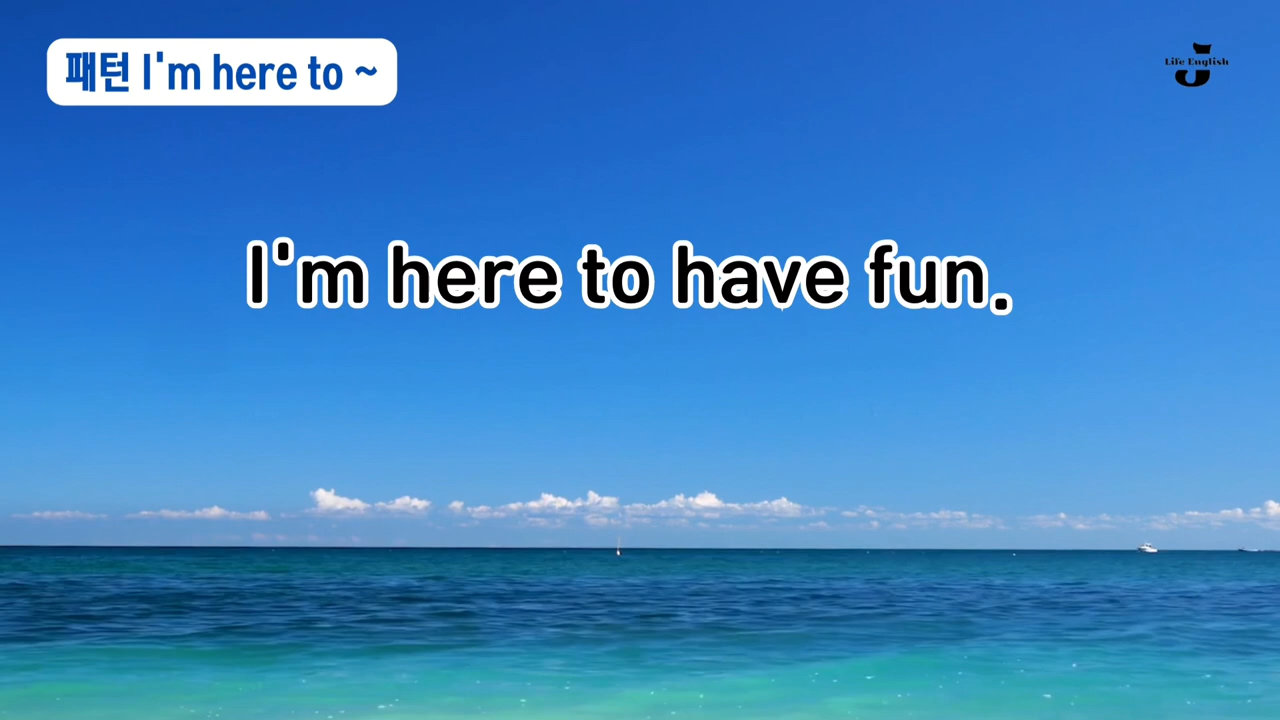 패턴 I'm here to ~
Life English
J
I'm here to have fun.